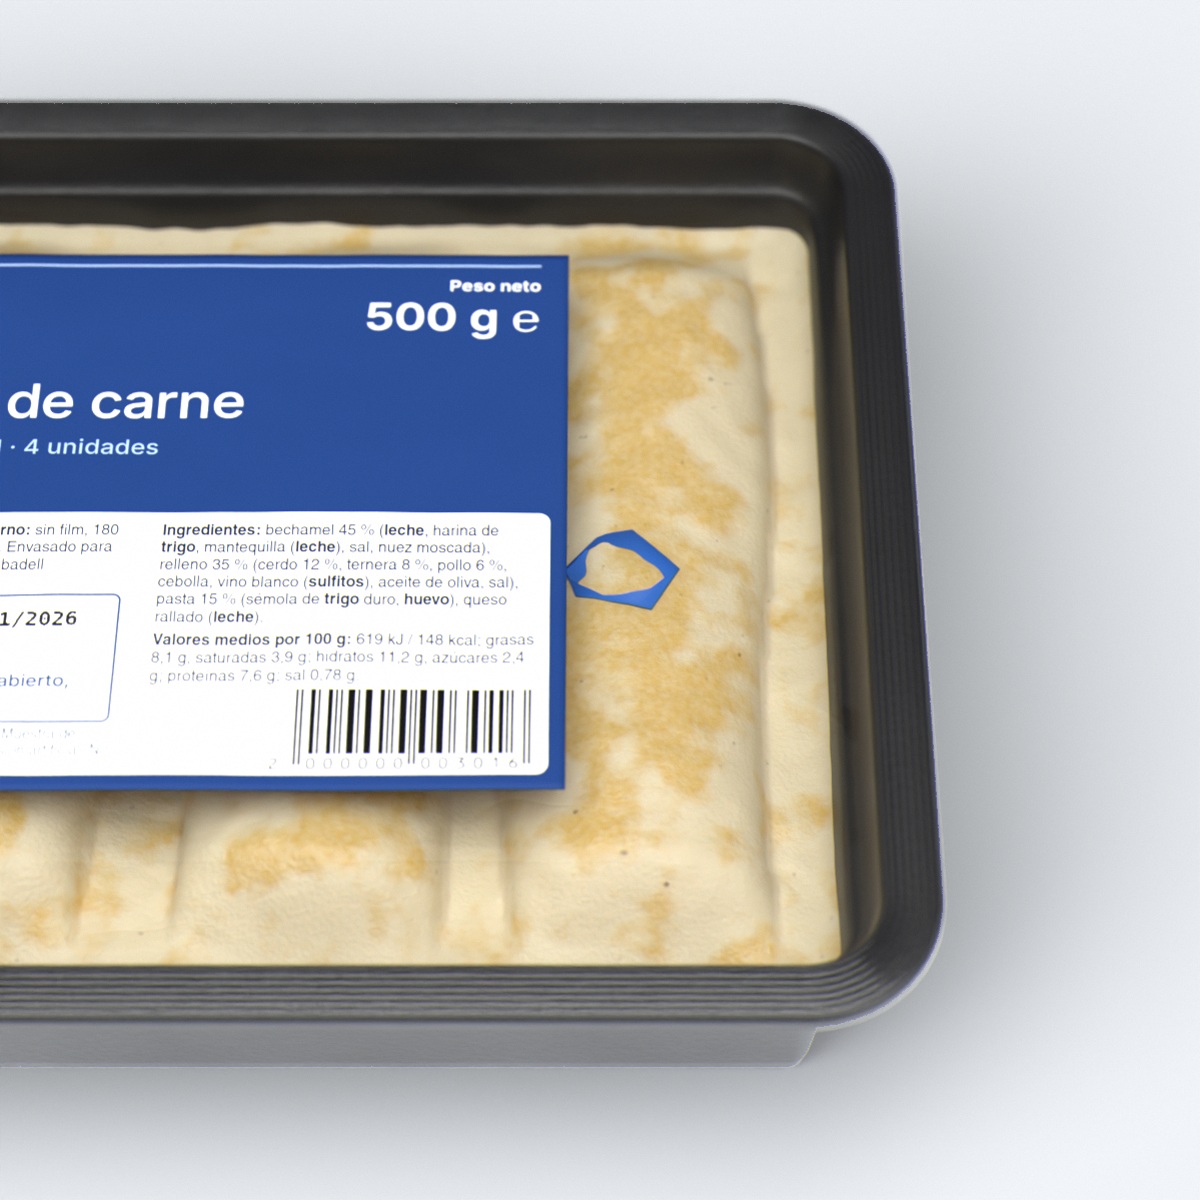 Peso neto
500 g e
de carne
· 4 unidades
rno: sin film, 180
. Envasado para
badell
1/2026
abierto,
Ingredientes: bechamel 45 % (leche, harina de
trigo, mantequilla (leche), sal, nuez moscada),
relleno 35 % (cerdo 12 %, ternera 8 %, pollo 6 %,
cebolla, vino blanco (sulfitos), aceite de oliva, sal),
pasta 15 % (sémola de trigo duro, huevo), queso
rallado (leche).
Valores medios por 100 g: 619 kJ / 148 kcal; grasas
8,1 g, saturadas 3,9 g; hidratos 11,2 g, azúcares 2,4
g; proteínas 7,6 g; sal 0,78 g
2 000000 003016